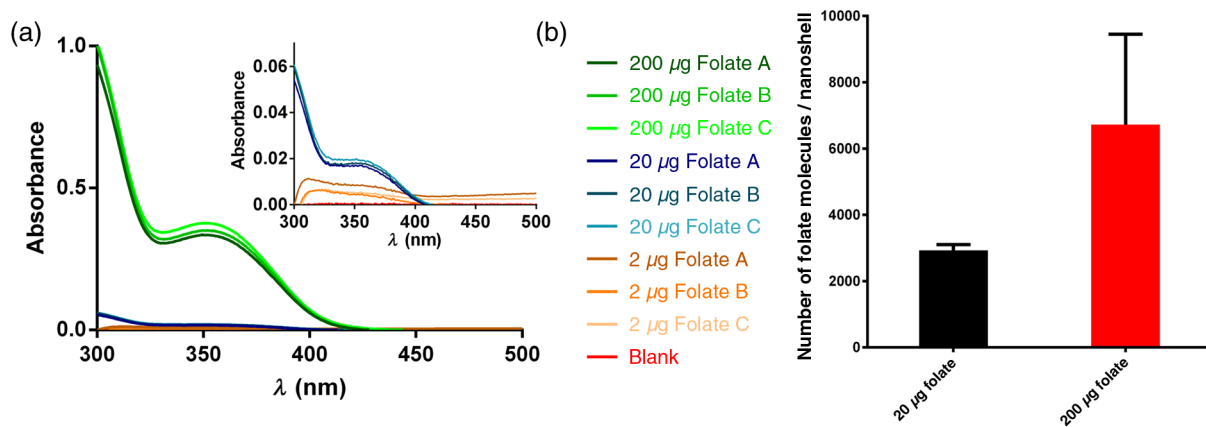 (a)
1.0
0.5
0.0
Absorbance
300
350
400
450
500
λ (nm)
0.06
0.04
0.02
0.00
Absorbance
300
350
400
450
500
λ (nm)
200 µg Folate A
200 µg Folate B
200 µg Folate C
20 µg Folate A
20 µg Folate B
20 µg Folate C
2 µg Folate A
2 µg Folate B
2 µg Folate C
Blank
(b)
Number of folate molecules / nanoshell
10000
8000
6000
4000
2000
0
20 µg folate
200 µg folate